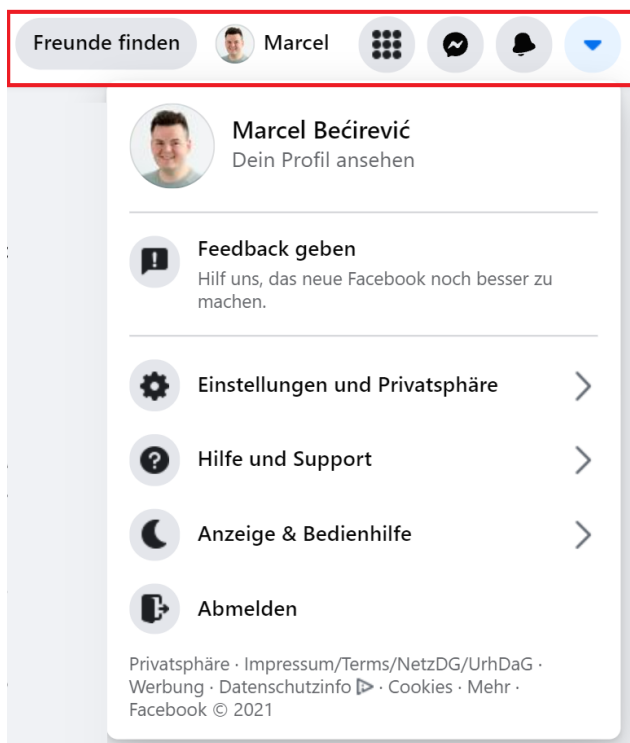 Freunde finden
Marcel
Marcel Bećirević
Dein Profil ansehen
Feedback geben
Hilf uns, das neue Facebook noch besser zu
machen.
Einstellungen und Privatsphäre
Hilfe und Support
Anzeige & Bedienhilfe
Abmelden
Privatsphäre · Impressum/Terms/NetzDG/UrhDaG ·
Werbung · Datenschutzinfo · Cookies · Mehr ·
Facebook © 2021